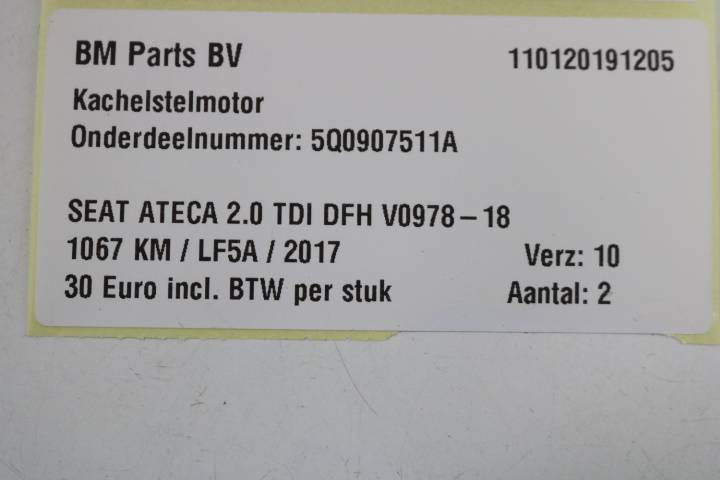 BM Parts BV 110120191205
Kachelstelmotor
Onderdeelnummer: 5Q0907511A
SEAT ATECA 2.0 TDI DFH V0978-18
1067 KM / LF5A / 2017 Verz: 10
30 Euro incl. BTW per stuk Aantal: 2